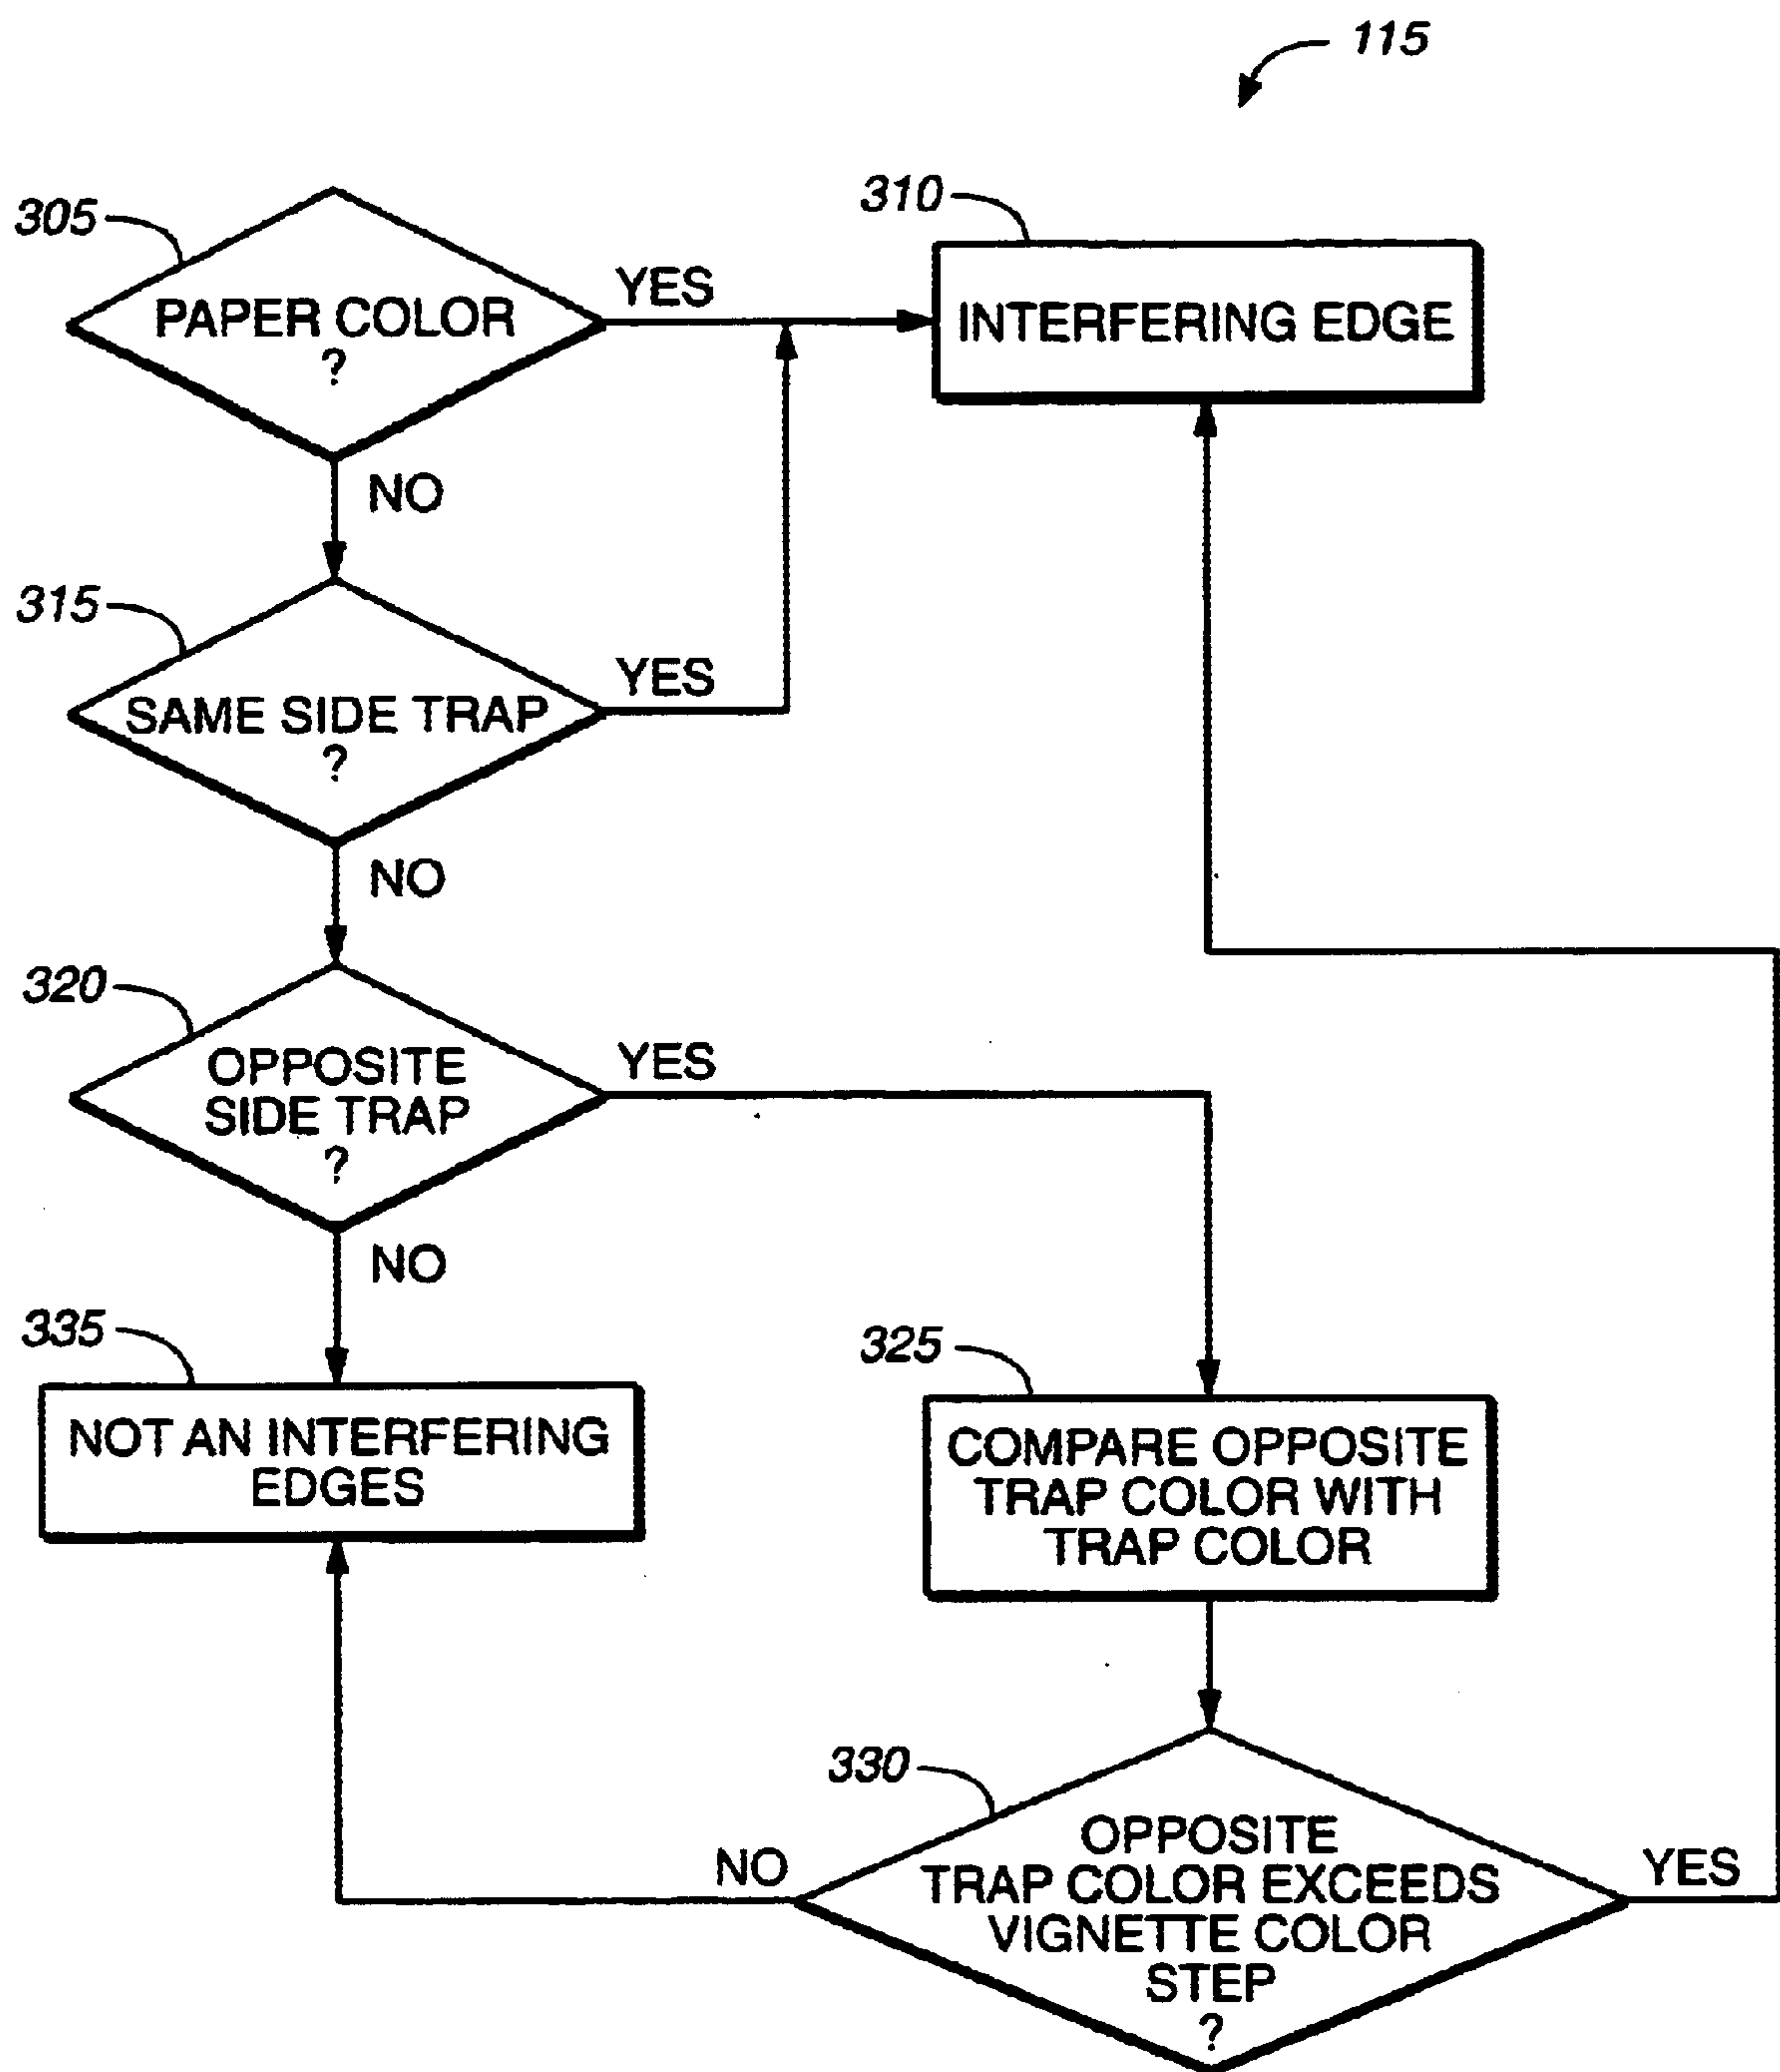 115
305
PAPER COLOR
?
YES
310
INTERFERING EDGE
NO
315
SAME SIDE TRAP
?
YES
NO
320
OPPOSITE
SIDE TRAP
?
YES
NO
335
NOT AN INTERFERING
EDGES
325
COMPARE OPPOSITE
TRAP COLOR WITH
TRAP COLOR
330
OPPOSITE
TRAP COLOR EXCEEDS
VIGNETTE COLOR
STEP
?
NO
YES